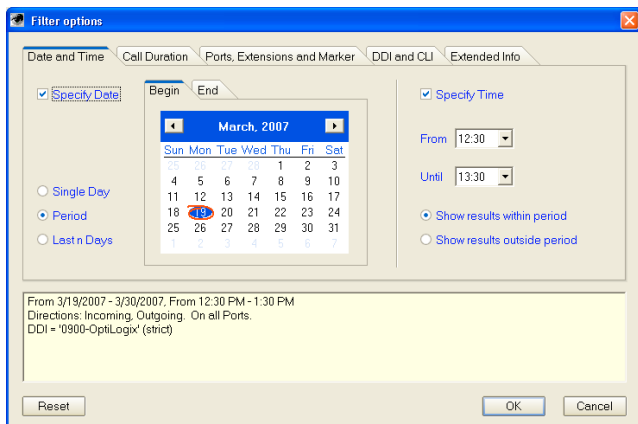 Filter options
Date and Time Call Duration Ports, Extensions and Marker DDI and CLI Extended Info
Specify Date
Begin End
March, 2007
Sun Mon Tue Wed Thu Fri Sat
25 26 27 28 1 2 3
4 5 6 7 8 9 10
11 12 13 14 15 16 17
18 19 20 21 22 23 24
25 26 27 28 29 30 31
1 2 3 4 5 6 7
Single Day
Period
Last n Days
Specify Time
From 12:30
Until 13:30
Show results within period
Show results outside period
From 3/19/2007 - 3/30/2007, From 12:30 PM - 1:30 PM
Directions: Incoming, Outgoing. On all Ports.
DDI = '0900-OptiLogix' (strict)
Reset OK Cancel